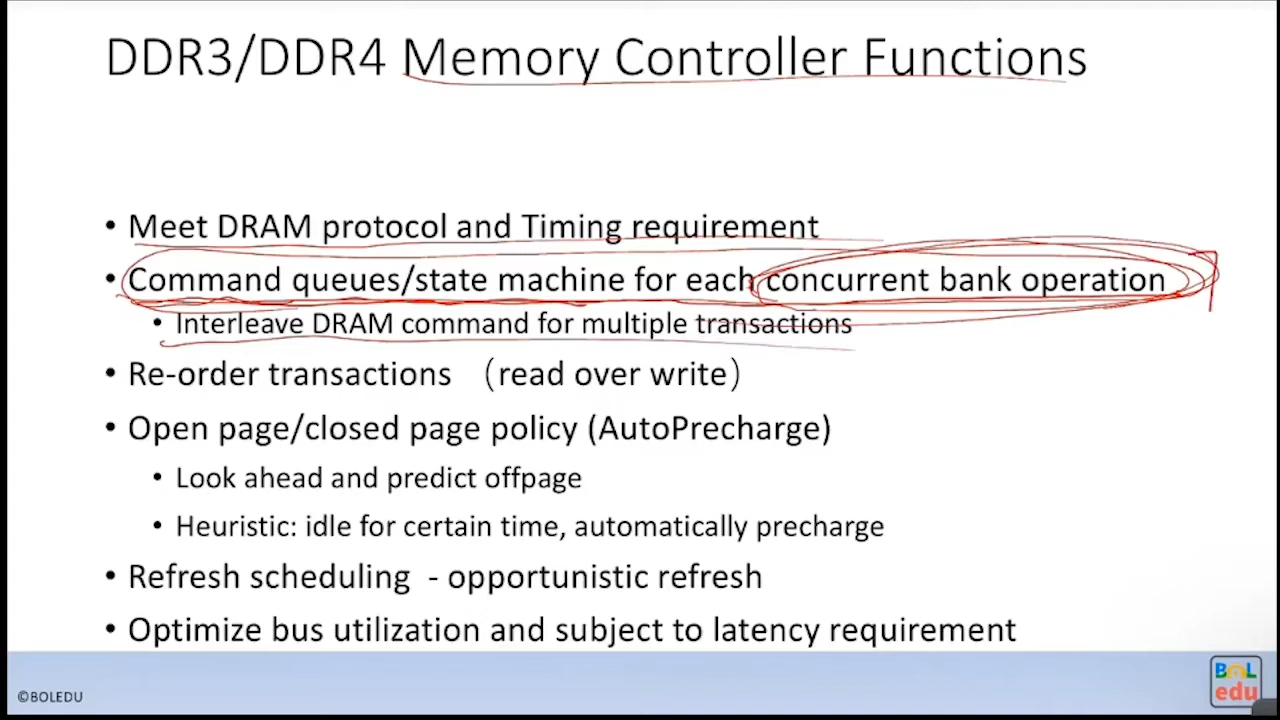 DDR3/DDR4 Memory Controller Functions
• Meet DRAM protocol and Timing requirement
• Command queues/state machine for each concurrent bank operation
• Interleave DRAM command for multiple transactions
• Re-order transactions （read over write）
• Open page/closed page policy (AutoPrecharge)
• Look ahead and predict offpage
• Heuristic: idle for certain time, automatically precharge
• Refresh scheduling - opportunistic refresh
• Optimize bus utilization and subject to latency requirement
©BOLEDU
BOL
edu